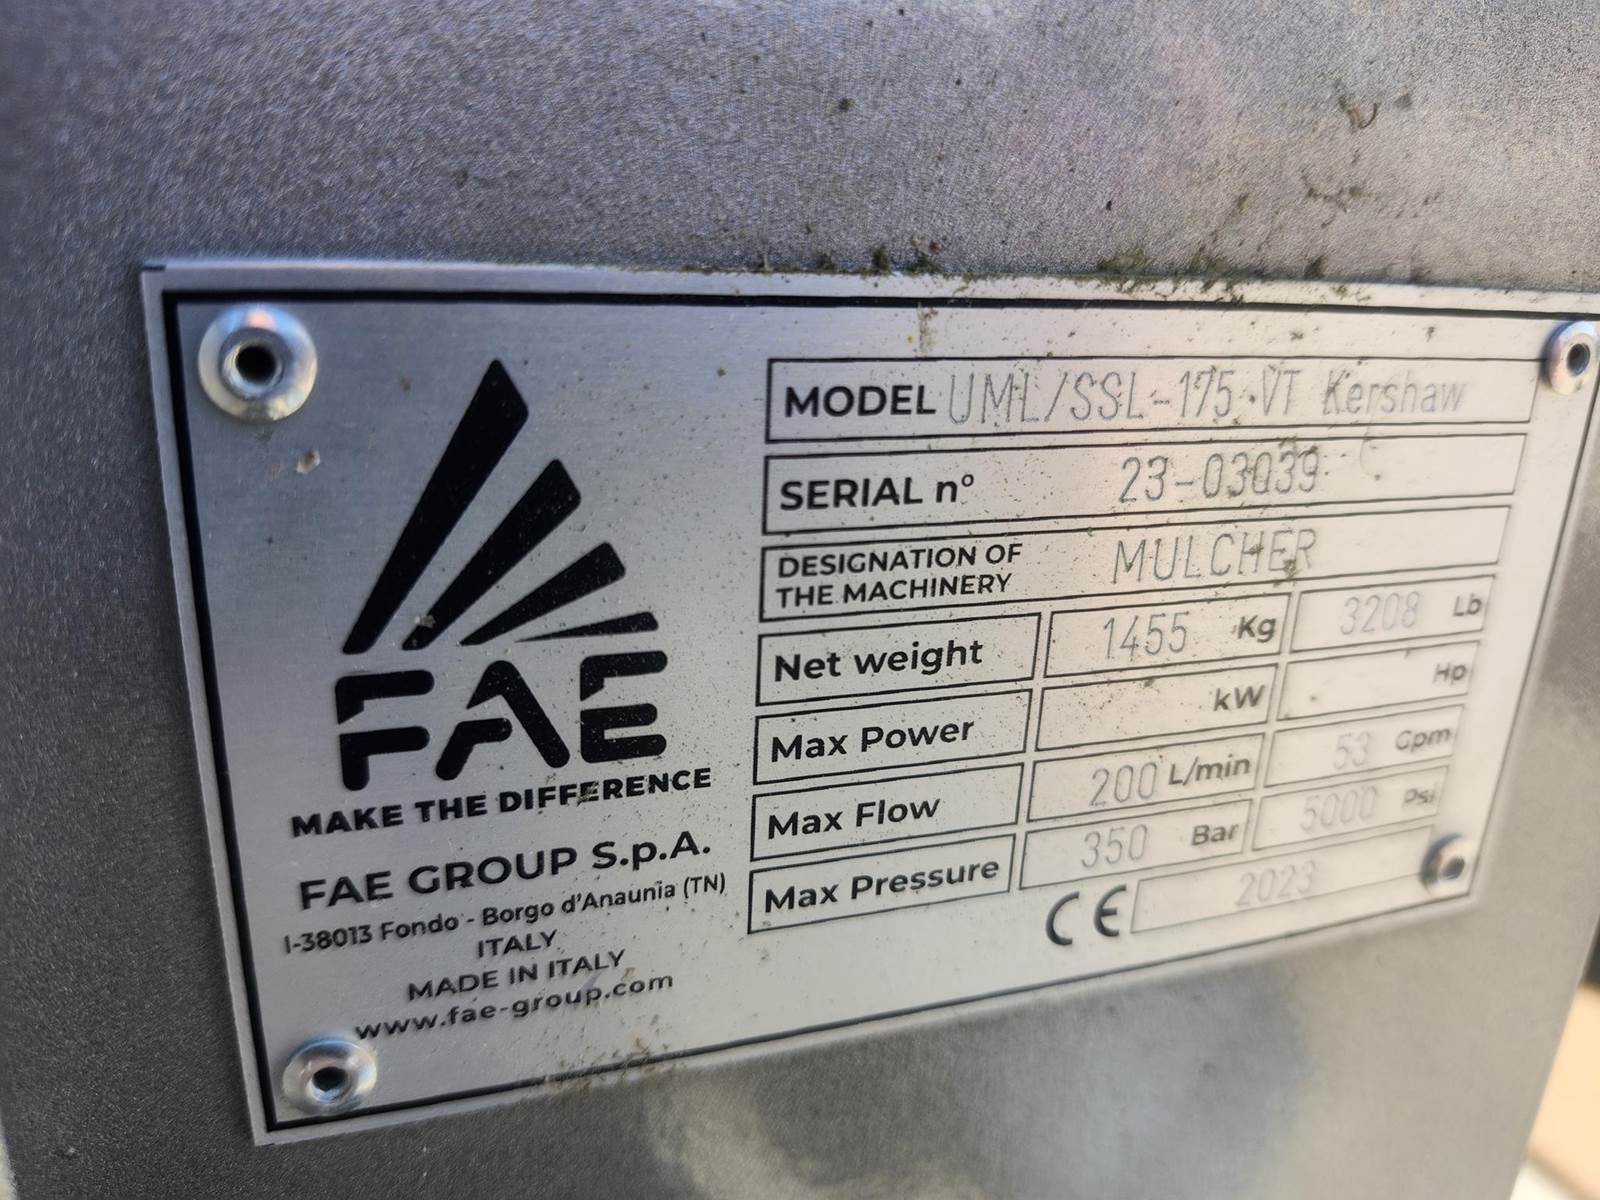 FAE
MAKE THE DIFFERENCE
FAE GROUP S.p.A.
I-38013 Fondo - Borgo d'Anaunia (TN)
ITALY
MADE IN ITALY
www.fae-group.com
MODEL UML/SSL-175 VT Kershaw
SERIAL n° 23-03039
DESIGNATION OF
THE MACHINERY MULCHER
Net weight 1455 Kg 3208 Lb
Max Power kW Hp
Max Flow 200 L/min 53 Gpm
Max Pressure 350 Bar 5000 Psi
CE 2023